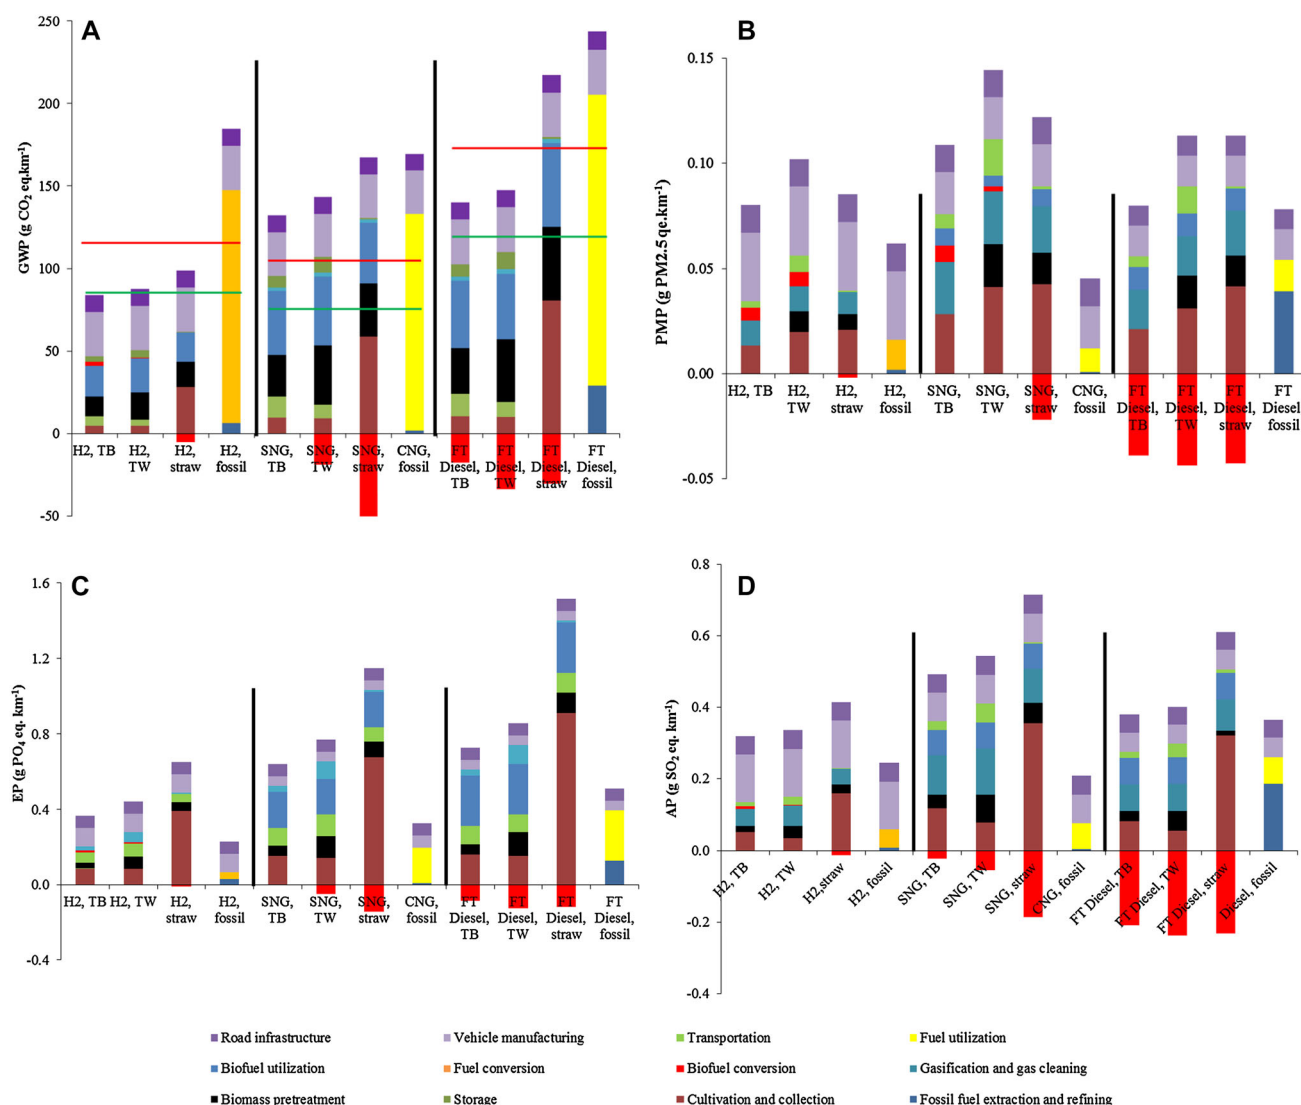 A
GWP (g CO2 eq.km-1)
250
200
150
100
50
0
-50
H2, TB
H2, TW
H2, straw
H2, fossil
SNG, TB
SNG, TW
SNG, straw
CNG, fossil
FT Diesel, TB
FT Diesel, TW
FT Diesel, straw
FT Diesel, fossil
B
PMP (g PM2.5qe.km-1)
0.15
0.10
0.05
0.00
-0.05
H2, TB
H2, TW
H2, straw
H2, fossil
SNG, TB
SNG, TW
SNG, straw
CNG, fossil
FT Diesel, TB
FT Diesel, TW
FT Diesel, straw
FT Diesel fossil
C
EP (g PO4 eq. km-1)
1.6
1.2
0.8
0.4
0.0
-0.4
H2, TB
H2, TW
H2, straw
H2, fossil
SNG, TB
SNG, TW
SNG, straw
CNG, fossil
FT Diesel, TB
FT Diesel, TW
FT Diesel, straw
FT Diesel, fossil
D
AP (g SO2 eq. km-1)
0.8
0.6
0.4
0.2
0.0
-0.2
-0.4
H2, TB
H2, TW
H2,straw
H2, fossil
SNG, TB
SNG, TW
SNG, straw
CNG, fossil
FT Diesel, TB
FT Diesel, TW
FT Diesel, straw
Diesel, fossil
Road infrastructure
Vehicle manufacturing
Transportation
Fuel utilization
Biofuel utilization
Fuel conversion
Biofuel conversion
Gasification and gas cleaning
Biomass pretreatment
Storage
Cultivation and collection
Fossil fuel extraction and refining